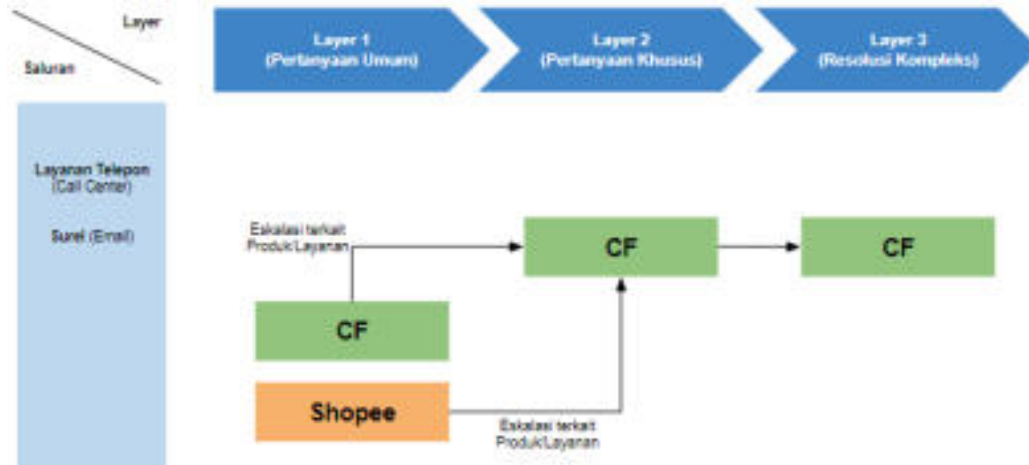 Layer
Saluran
Layer 1
(Pertanyaan Umum)
Layer 2
(Pertanyaan Khusus)
Layer 3
(Resolusi Kompleks)
Layanan Telepon
(Call Center)
Surel (Email)
Eskalasi terkait
Produk/Layanan
CF
CF
CF
Shopee
Eskalasi terkait
Produk/Layanan